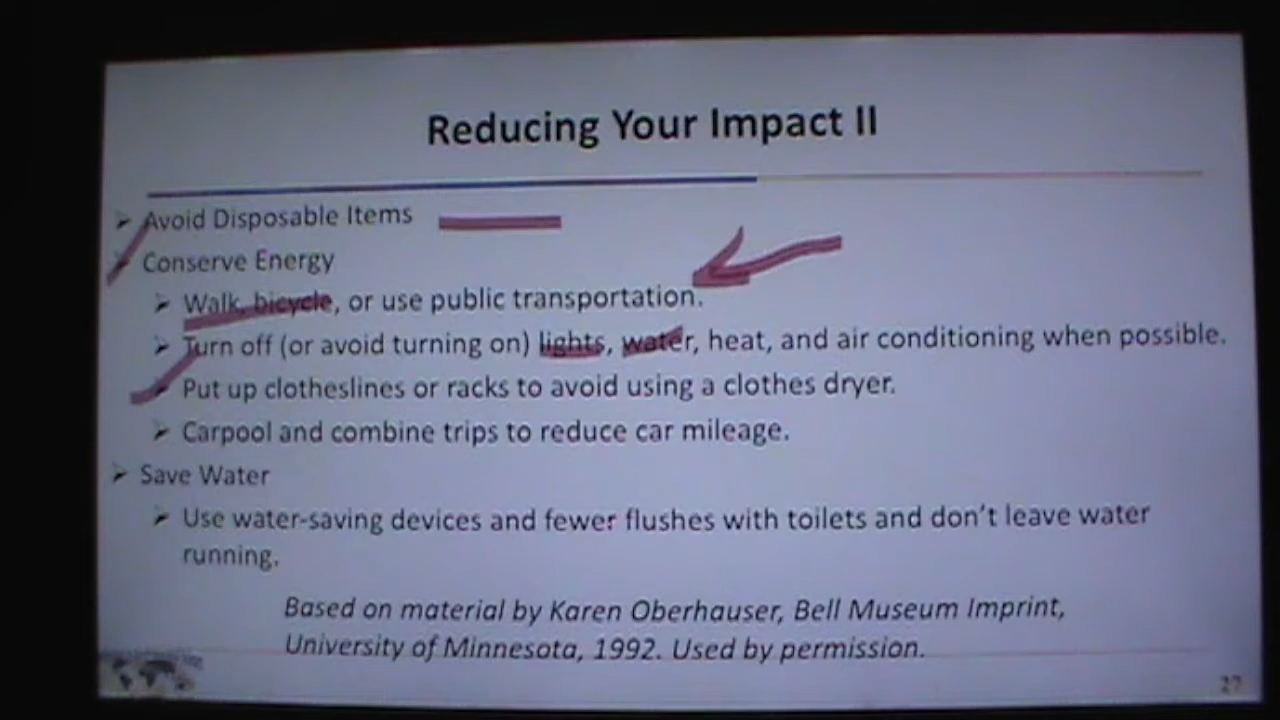 Reducing Your Impact II
Avoid Disposable Items
Conserve Energy
Walk, bicycle, or use public transportation.
Turn off (or avoid turning on) lights, water, heat, and air conditioning when possible.
Put up clotheslines or racks to avoid using a clothes dryer.
Carpool and combine trips to reduce car mileage.
Save Water
Use water-saving devices and fewer flushes with toilets and don't leave water
running.
Based on material by Karen Oberhauser, Bell Museum Imprint,
University of Minnesota, 1992. Used by permission.
27